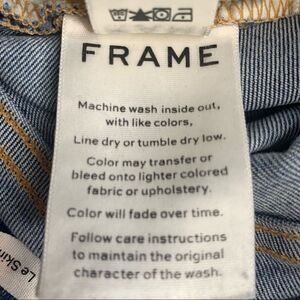 FRAME
Machine wash inside out,
with like colors,
Line dry or tumble dry low.
Color may transfer or
bleed onto lighter colored
fabric or upholstery.
Color will fade over time.
Follow care instructions
to maintain the original
character of the wash.
Le Skin